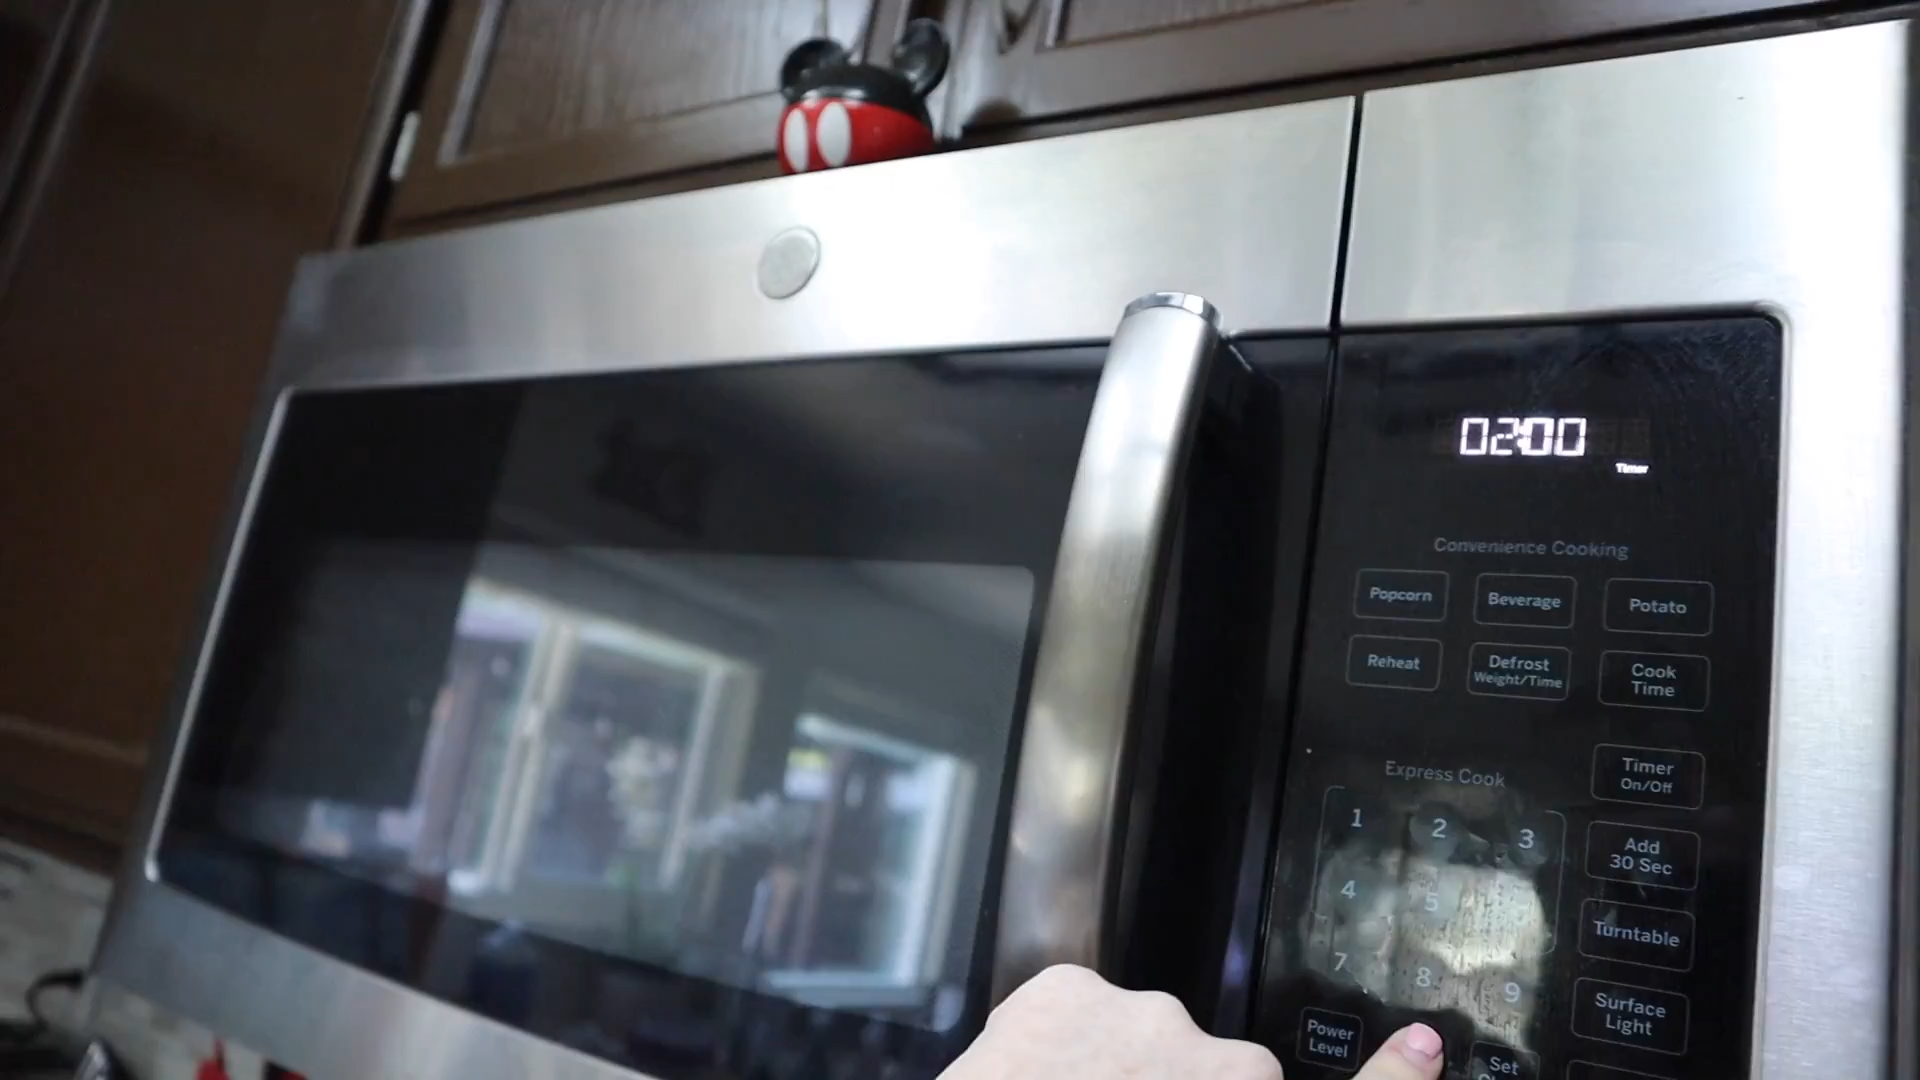 02:00
Timer
Convenience Cooking
Popcorn
Beverage
Potato
Reheat
Defrost
Weight/Time
Cook
Time
Timer
On/Off
Express Cook
1 2 3
Add
30 Sec
4 5
Turntable
7 8 9
Surface
Light
Power
Level
Set